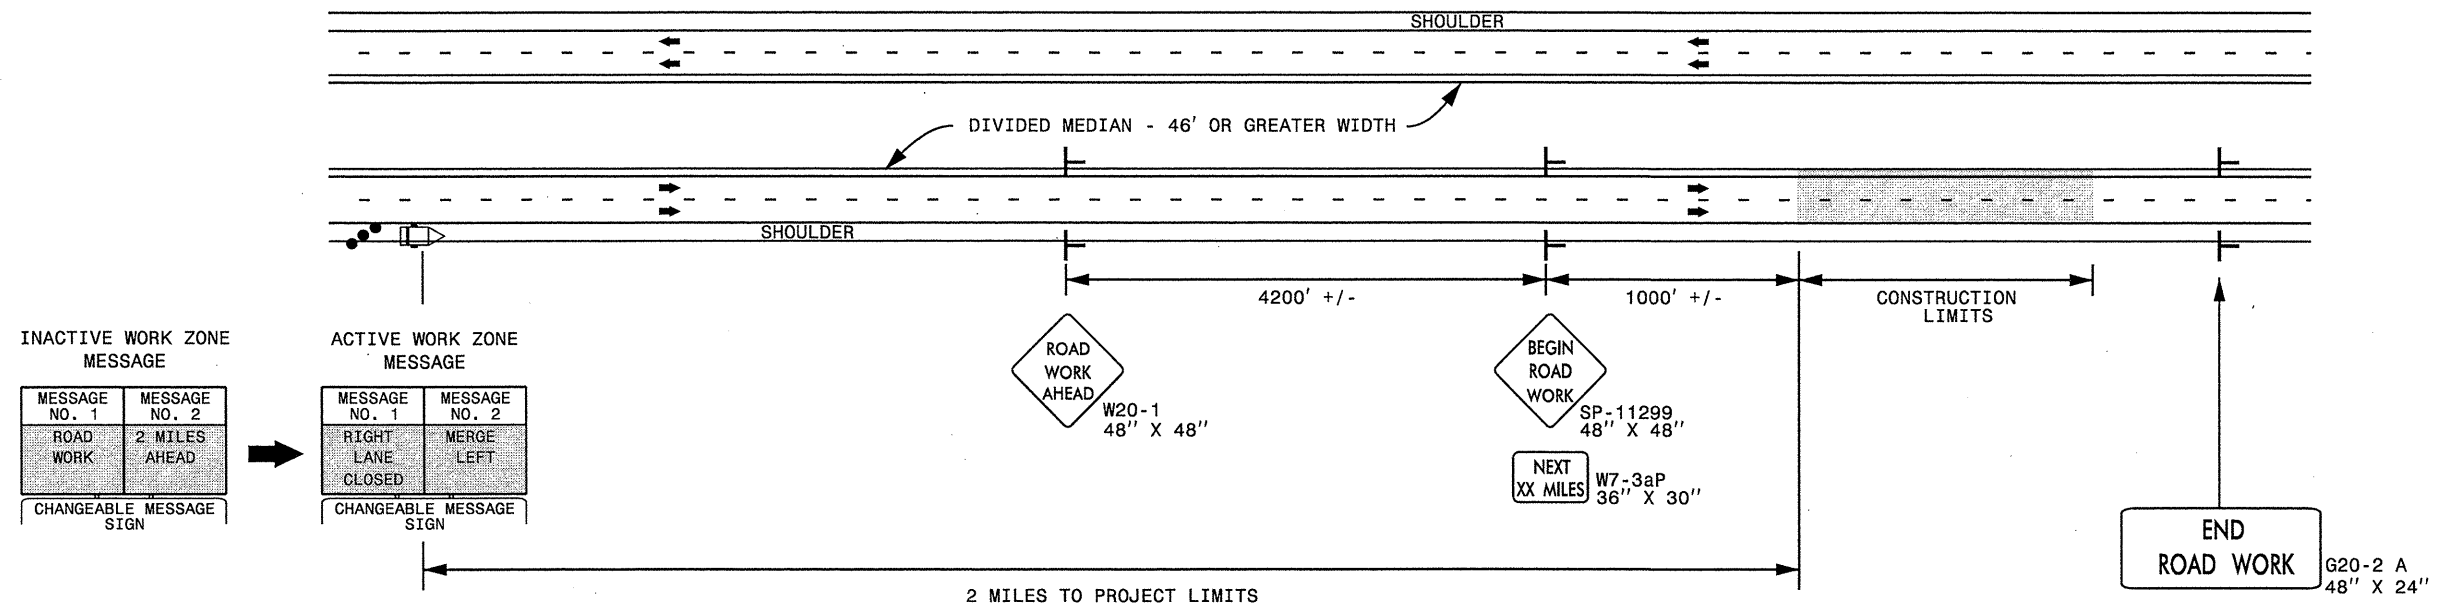 SHOULDER
DIVIDED MEDIAN - 46' OR GREATER WIDTH
SHOULDER
4200' +/-
1000' +/-
CONSTRUCTION
LIMITS
INACTIVE WORK ZONE
MESSAGE
MESSAGE
NO. 1
MESSAGE
NO. 2
ROAD
WORK
2 MILES
AHEAD
CHANGEABLE MESSAGE
SIGN
ACTIVE WORK ZONE
MESSAGE
MESSAGE
NO. 1
MESSAGE
NO. 2
RIGHT
LANE
CLOSED
MERGE
LEFT
CHANGEABLE MESSAGE
SIGN
ROAD
WORK
AHEAD
W20-1
48" X 48"
BEGIN
ROAD
WORK
SP-11299
48" X 48"
NEXT
XX MILES
W7-3aP
36" X 30"
END
ROAD WORK
G20-2 A
48" X 24"
2 MILES TO PROJECT LIMITS